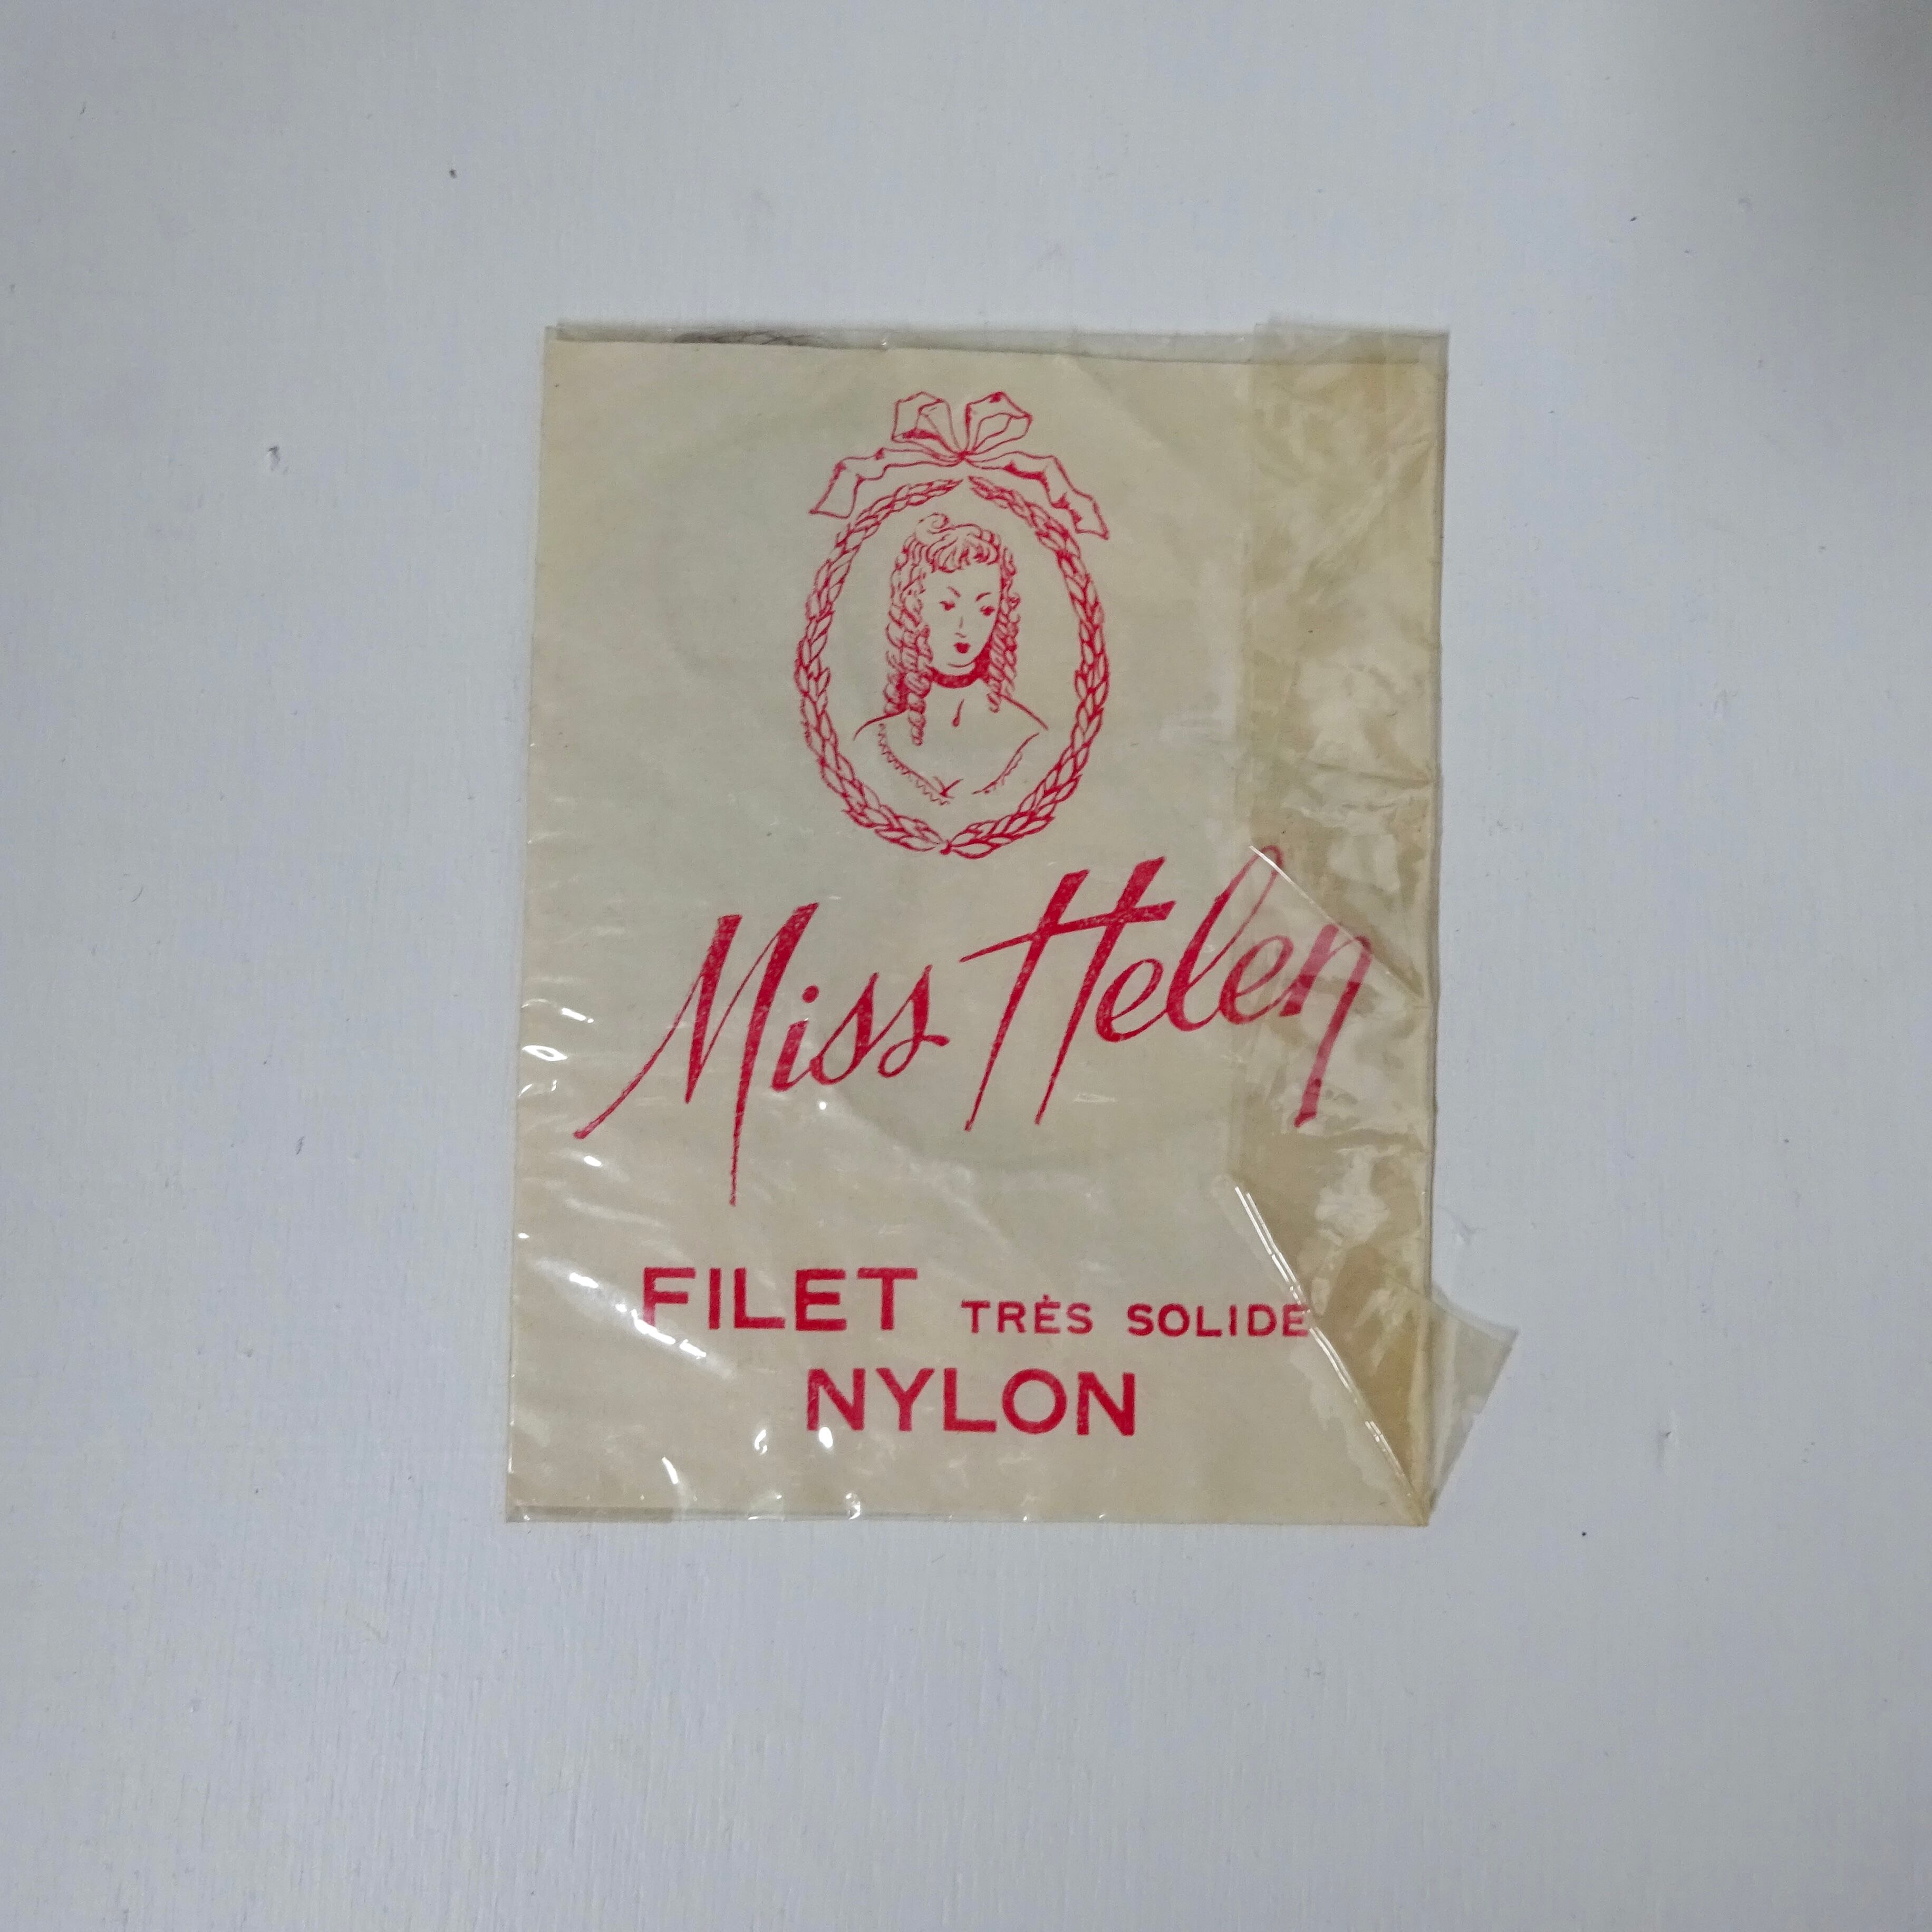 Miss Helen
FILET TRÈS SOLIDE
NYLON